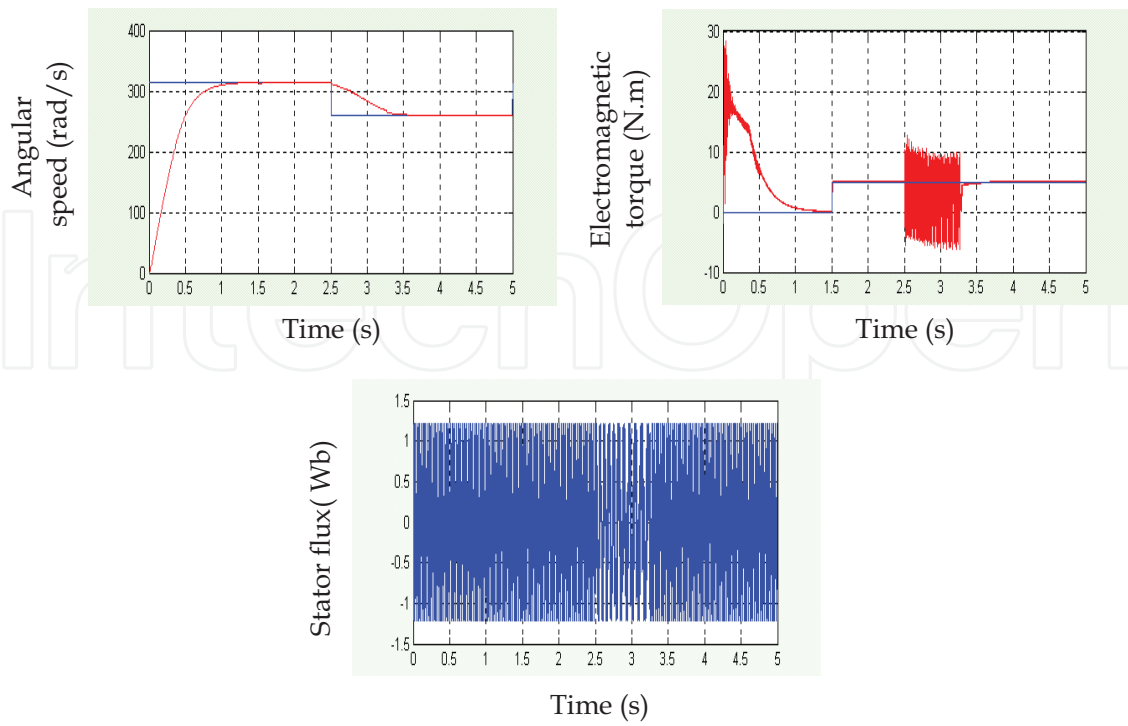 Angular
speed (rad/s)
400
300
200
100
0
0 0.5 1 1.5 2 2.5 3 3.5 4 4.5 5
Time (s)
Electromagnetic
torque (N.m)
30
20
10
0
-10
0 0.5 1 1.5 2 2.5 3 3.5 4 4.5 5
Time (s)
IntechOpen
Stator flux( Wb)
1.5
1
0.5
0
-0.5
-1
-1.5
0 0.5 1 1.5 2 2.5 3 3.5 4 4.5 5
Time (s)